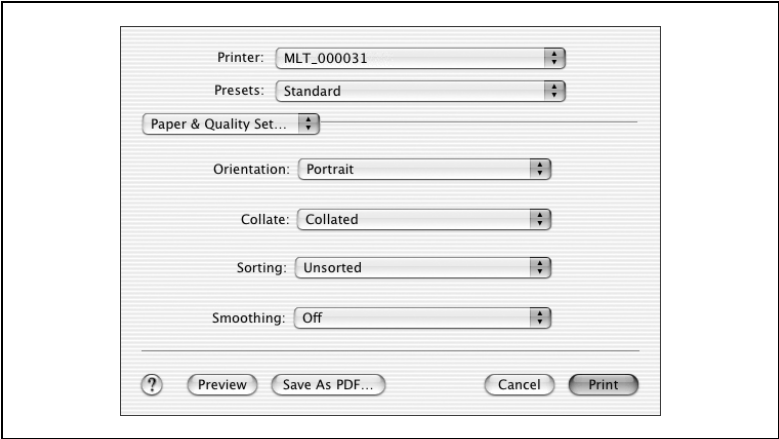 Printer: MLT_000031
Presets: Standard
Paper & Quality Set...
Orientation: Portrait
Collate: Collated
Sorting: Unsorted
Smoothing: Off
? Preview Save As PDF... Cancel Print